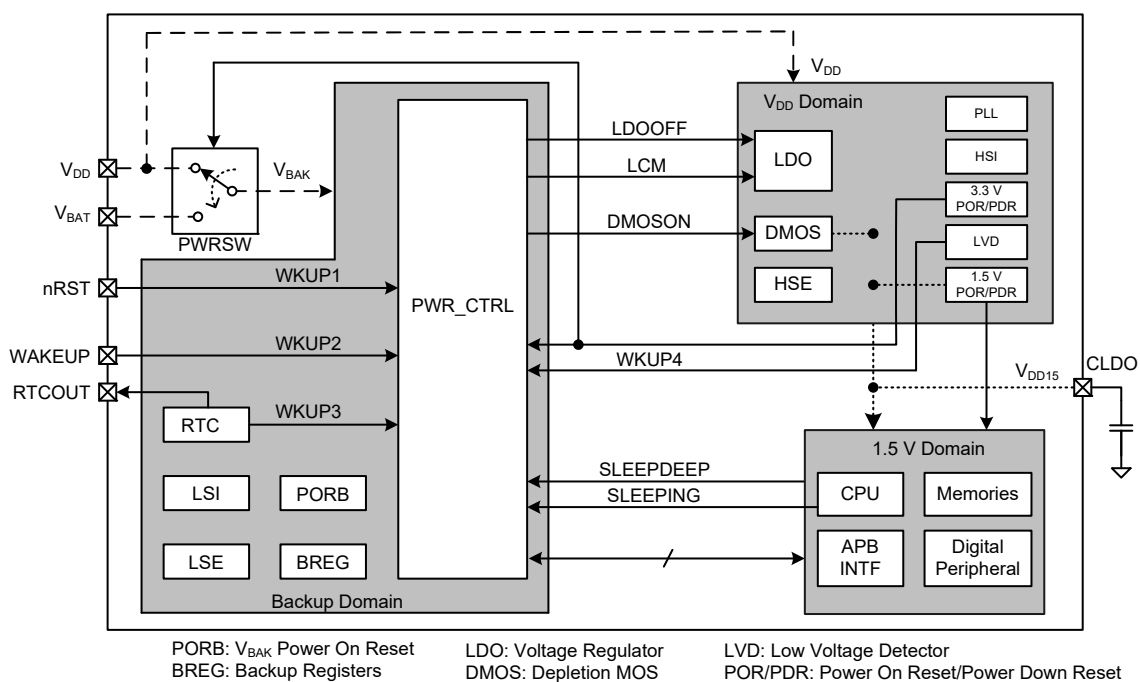 VDD
VDD Domain
PLL
LDOOFF
LDO
LCM
HSI
VDD
VBAK
3.3 V
POR/PDR
VBAT
DMOSON
DMOS
LVD
PWRSW
WKUP1
HSE
1.5 V
POR/PDR
nRST
PWR_CTRL
WAKEUP
WKUP2
WKUP4
VDD15
CLDO
RTCOUT
RTC
WKUP3
1.5 V Domain
SLEEPDEEP
LSI
PORB
CPU
Memories
SLEEPING
LSE
BREG
APB
INTF
Digital
Peripheral
Backup Domain
PORB: VBAK Power On Reset
LDO: Voltage Regulator
LVD: Low Voltage Detector
BREG: Backup Registers
DMOS: Depletion MOS
POR/PDR: Power On Reset/Power Down Reset